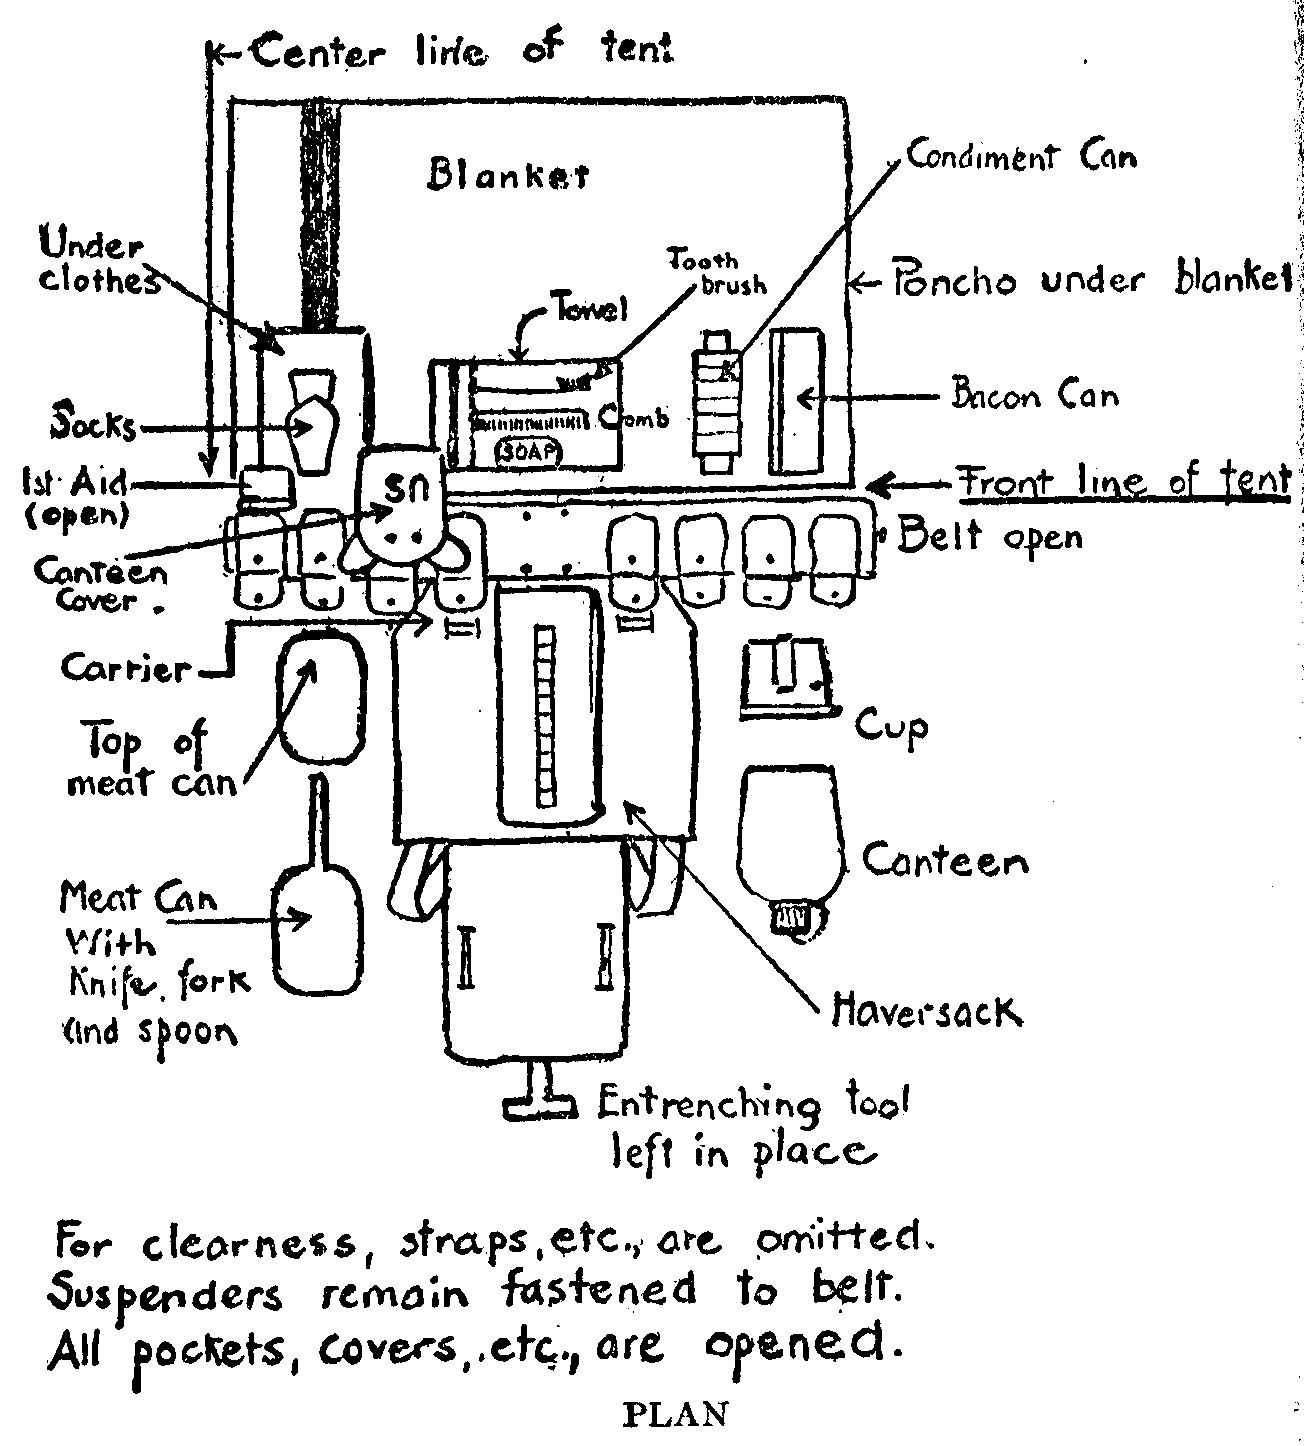 Center line of tent
Blanket
Condiment Can
Under
clothes
Tooth
brush
Poncho under blanket
Towel
Socks
Comb
Bacon Can
SOAP
1st Aid
(open)
Front line of tent
Belt open
Canteen
Cover.
Carrier
Top of
meat can
Cup
Canteen
Meat Can
With
Knife, fork
and spoon
Haversack
Entrenching tool
left in place
For clearness, straps, etc., are omitted.
Suspenders remain fastened to belt.
All pockets, covers, etc., are opened.
PLAN